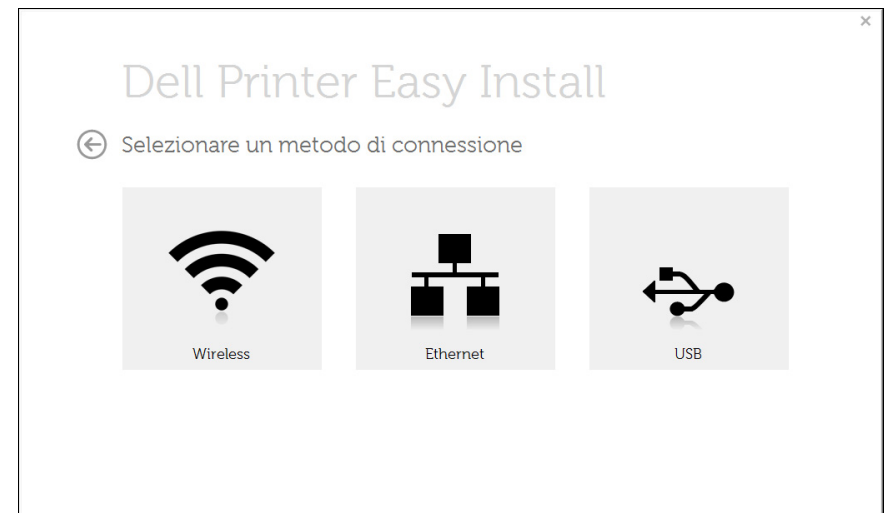 Dell Printer Easy Install
Selezionare un metodo di connessione
Wireless
Ethernet
USB